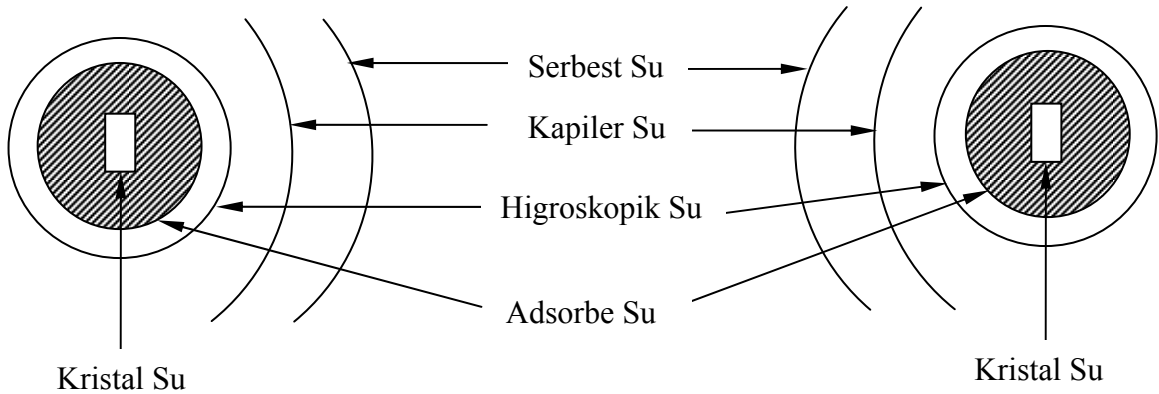 Serbest Su
Kapiler Su
Higroskopik Su
Adsorbe Su
Kristal Su
Kristal Su